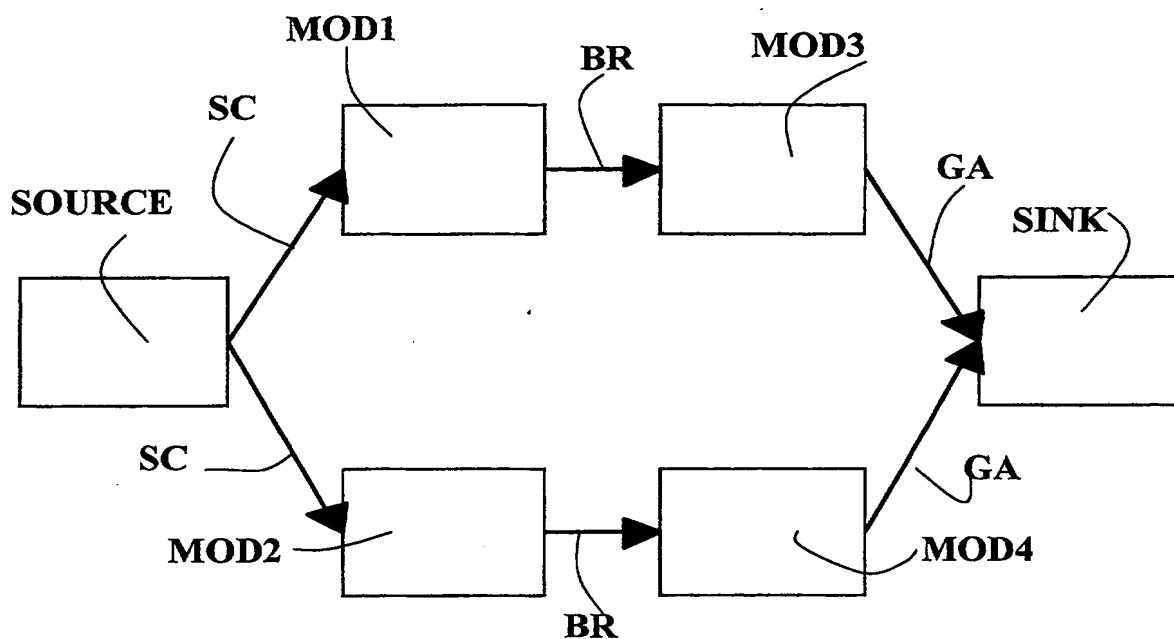 MOD1
BR
MOD3
SC
GA
SOURCE
SINK
SC
GA
MOD2
MOD4
BR